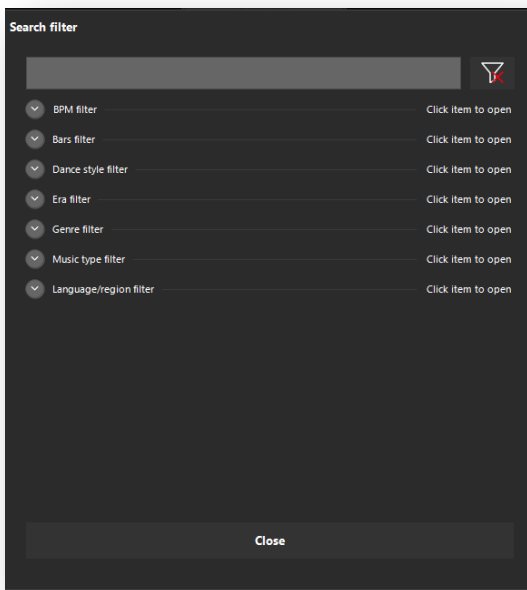 Search filter
BPM filter Click item to open
Bars filter Click item to open
Dance style filter Click item to open
Era filter Click item to open
Genre filter Click item to open
Music type filter Click item to open
Language/region filter Click item to open
Close